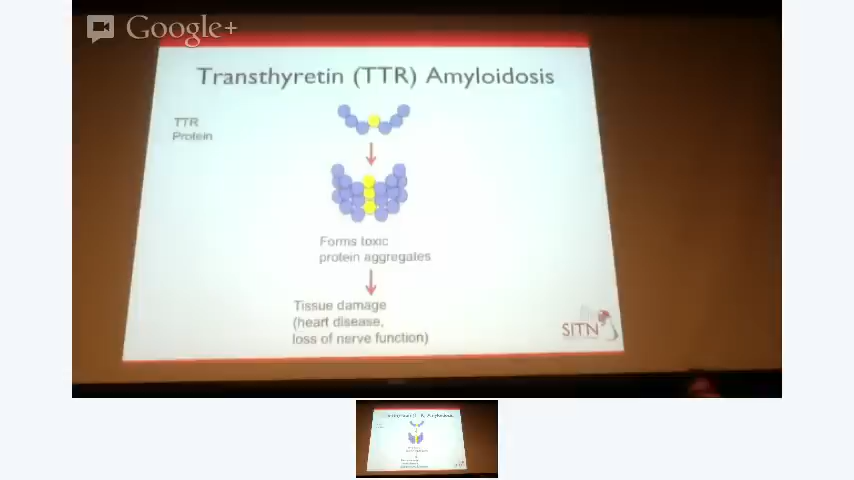 Google+
Transthyretin (TTR) Amyloidosis
TTR
Protein
Forms toxic
protein aggregates
Tissue damage
(heart disease,
loss of nerve function)
SITN